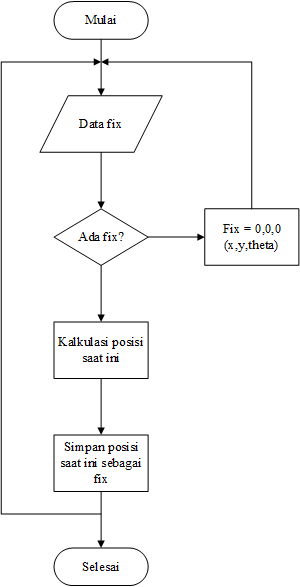 Mulai
Data fix
Ada fix?
Fix = 0,0,0
(x,y,theta)
Kalkulasi posisi
saat ini
Simpan posisi
saat ini sebagai
fix
Selesai